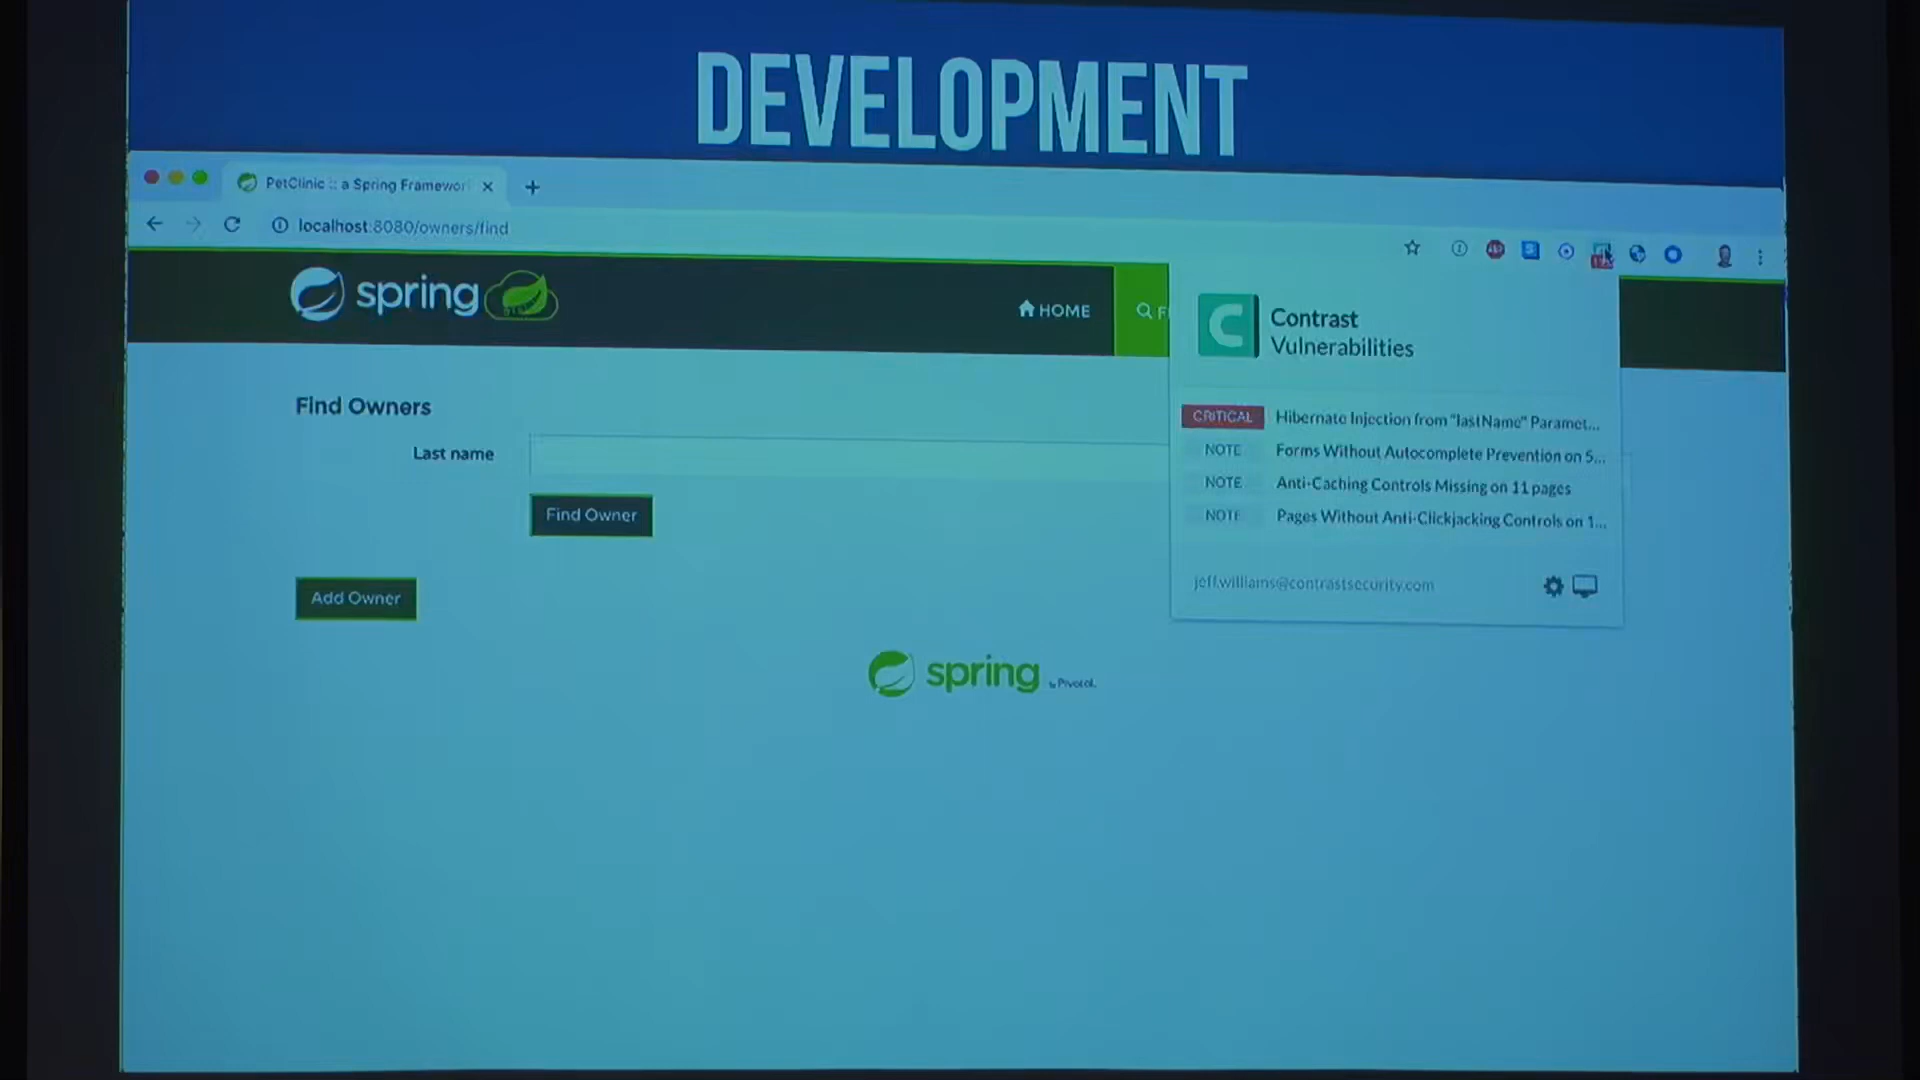 DEVELOPMENT
PetClinic :: a Spring Framewor
localhost:8080/owners/find
spring
HOME
F
Contrast
Vulnerabilities
Find Owners
Last name
Find Owner
Add Owner
CRITICAL Hibernate Injection from "lastName" Paramet...
NOTE Forms Without Autocomplete Prevention on 5...
NOTE Anti-Caching Controls Missing on 11 pages
NOTE Pages Without Anti-Clickjacking Controls on 1...
jeff.williams@contrastsecurity.com
spring by Pivotal.